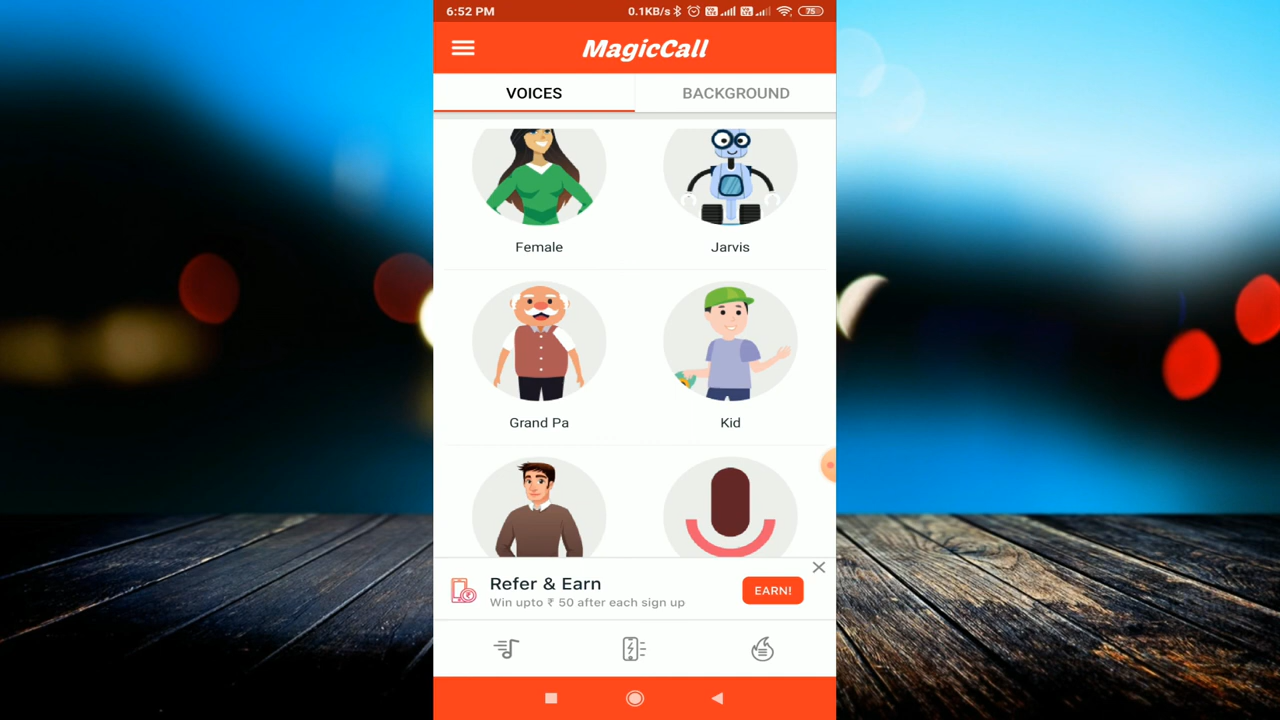 6:52 PM 0.1KB/s 75
MagicCall
VOICES BACKGROUND
Female Jarvis
Grand Pa Kid
Refer & Earn
Win upto ₹ 50 after each sign up
EARN!